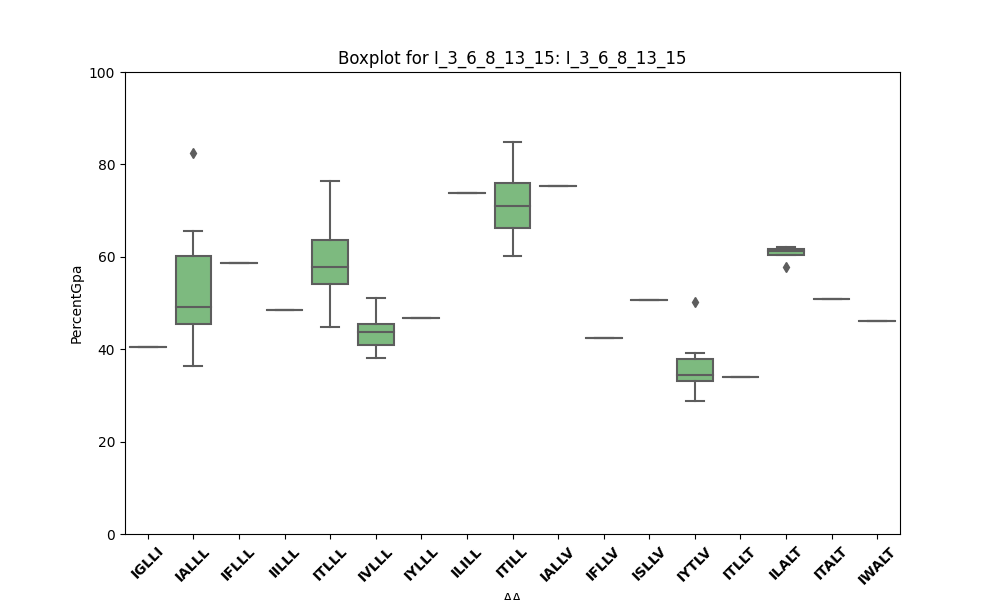 Boxplot for I_3_6_8_13_15: I_3_6_8_13_15
100
80
60
40
20
0
PercentGpa
IGLLI
IALLL
IFLLL
IILLL
ITLLL
IVLLL
IYLLL
ILILL
ITILL
IALLV
IFLLV
ISLLV
IYTLV
ITLLT
ILALT
ITALT
IWALT
AA